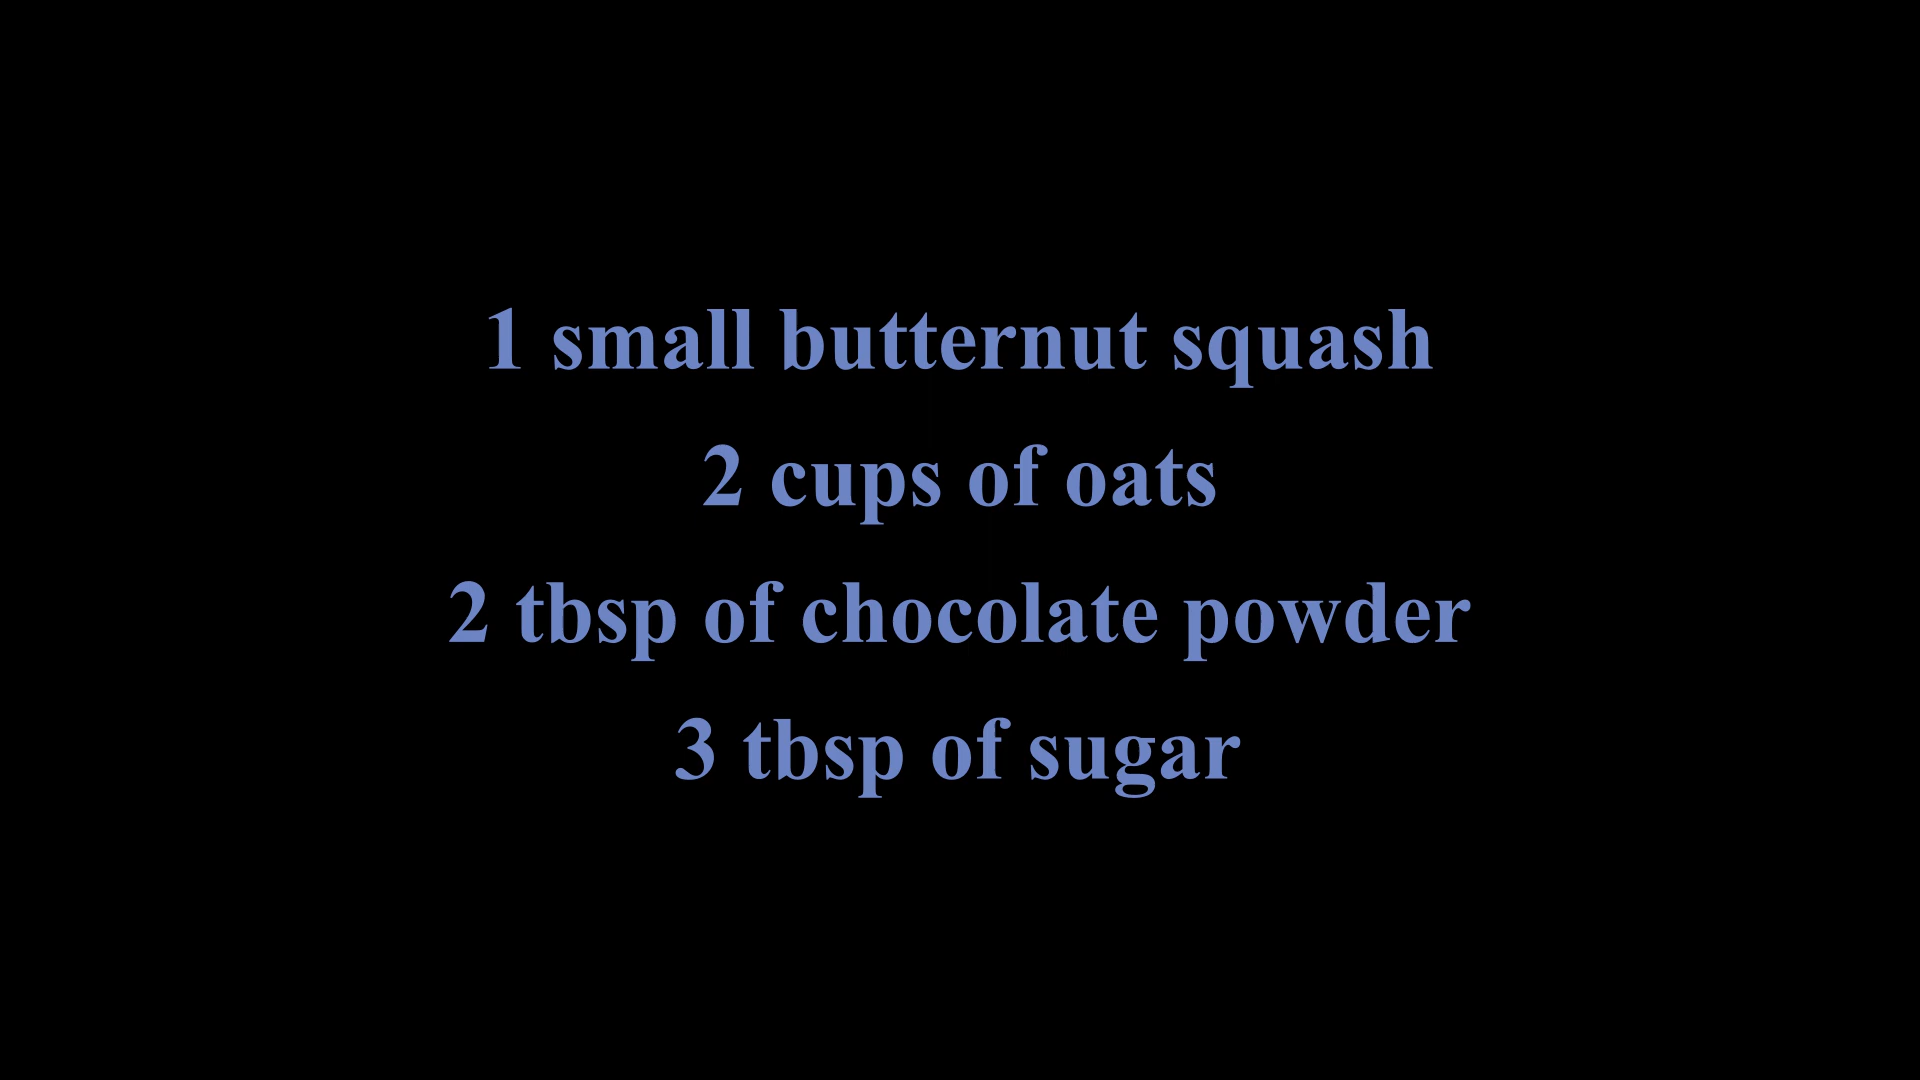 1 small butternut squash
2 cups of oats
2 tbsp of chocolate powder
3 tbsp of sugar